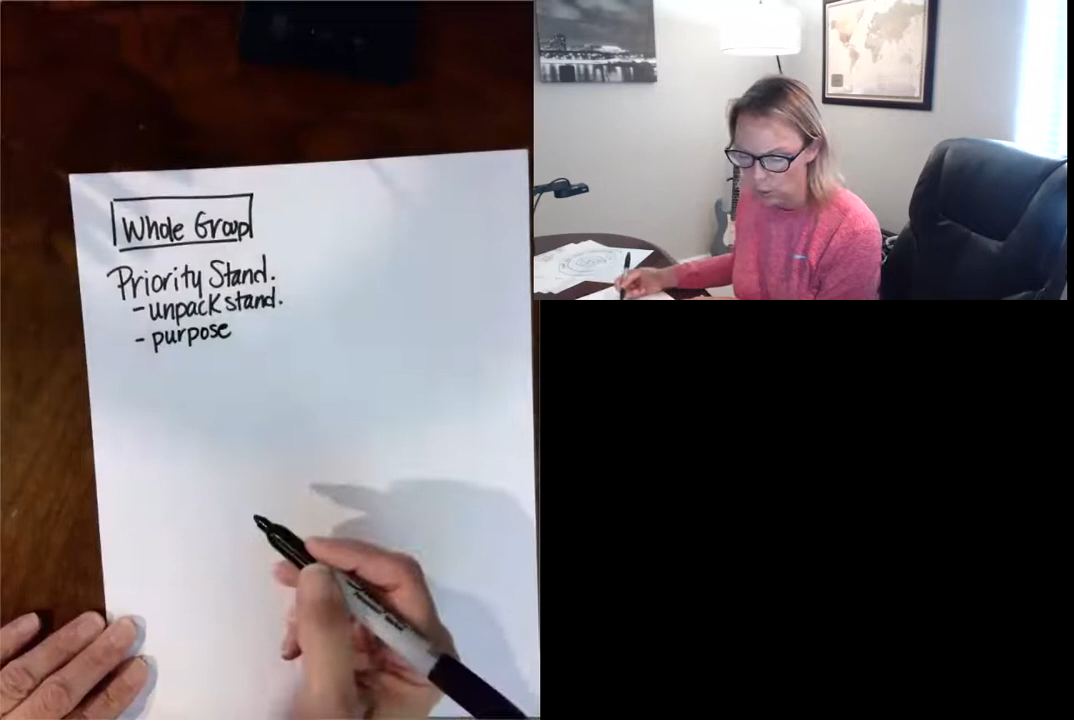 Whole Group
Priority Stand.
- unpack stand.
- purpose